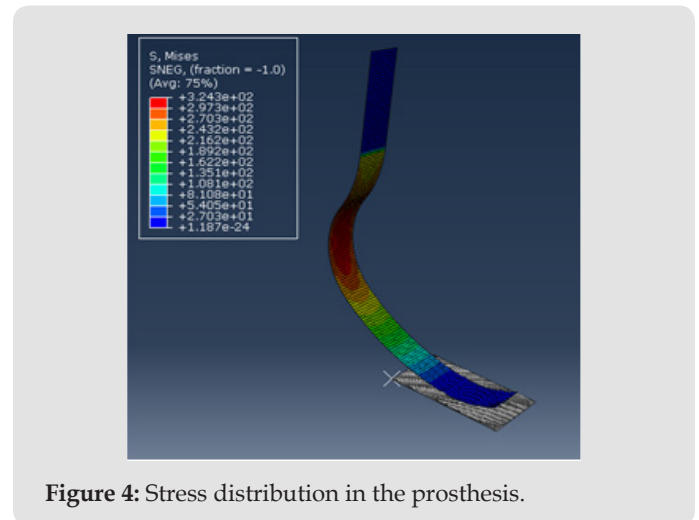 S, Mises
SNEG, (fraction = -1.0)
(Avg: 75%)
+3.243e+02
+2.973e+02
+2.703e+02
+2.432e+02
+2.162e+02
+1.892e+02
+1.622e+02
+1.351e+02
+1.081e+02
+8.108e+01
+5.405e+01
+2.703e+01
+1.187e-24
Figure 4: Stress distribution in the prosthesis.